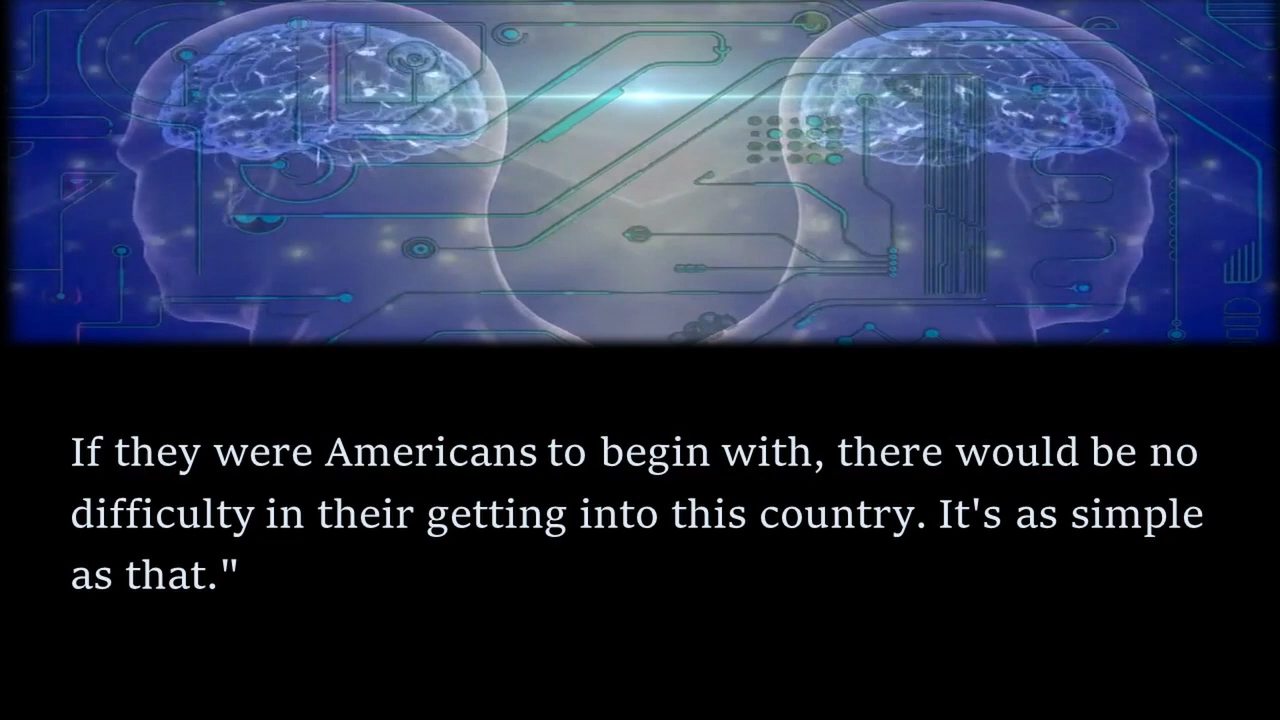 If they were Americans to begin with, there would be no
difficulty in their getting into this country. It's as simple
as that."